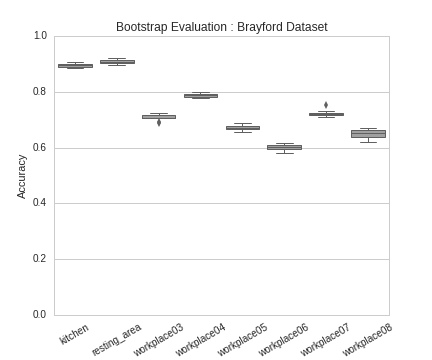 Bootstrap Evaluation : Brayford Dataset
1.0
0.8
0.6
0.4
0.2
0.0
Accuracy
kitchen
resting_area
workplace03
workplace04
workplace05
workplace06
workplace07
workplace08